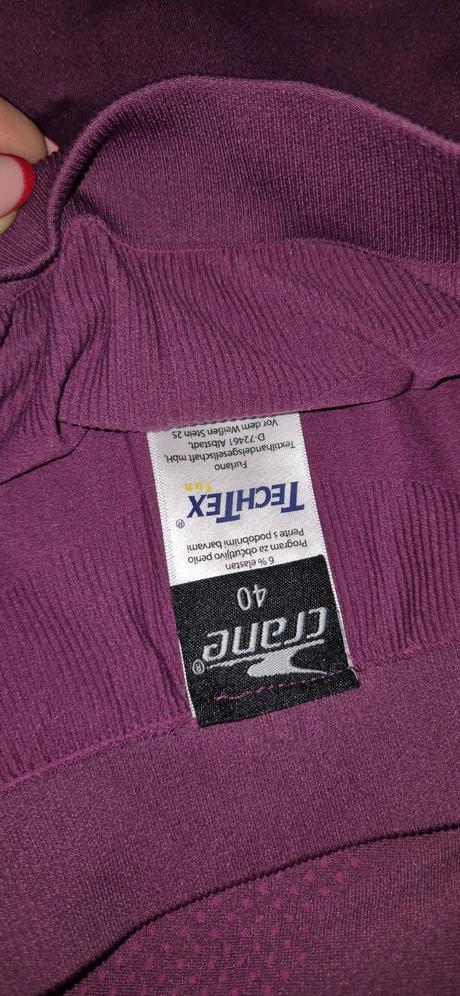 crane®
40
6 % elastan
Program za občutljivo perilo
Perite s podobnimi barvami
TECHTEX®
fun
Furlano
Textilhandelsgesellschaft mbH,
D-72461 Albstadt,
Vor dem Weißen Stein 25